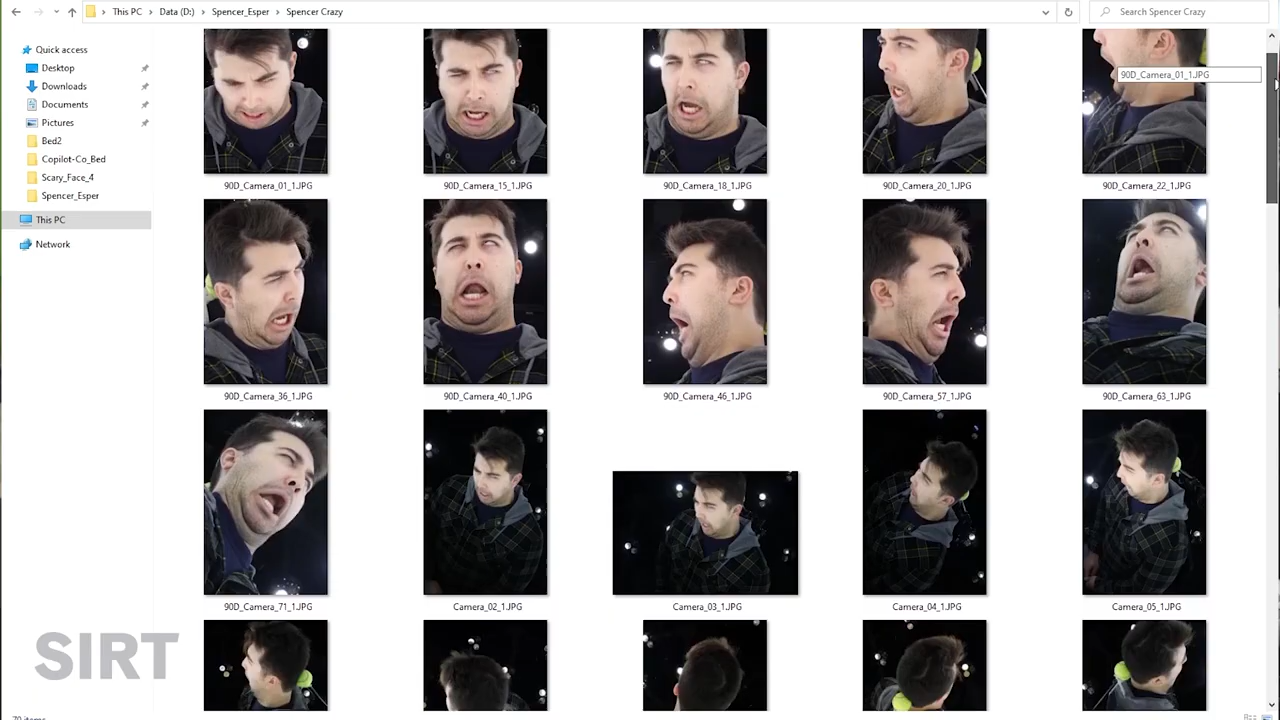 This PC > Data (D:) > Spencer_Esper > Spencer Crazy
Search Spencer Crazy
Quick access
Desktop
Downloads
Documents
Pictures
Bed2
Copilot-Co_Bed
Scary_Face_4
Spencer_Esper
This PC
Network
90D_Camera_01_1.JPG
90D_Camera_01_1.JPG
90D_Camera_15_1.JPG
90D_Camera_18_1.JPG
90D_Camera_20_1.JPG
90D_Camera_22_1.JPG
90D_Camera_36_1.JPG
90D_Camera_40_1.JPG
90D_Camera_46_1.JPG
90D_Camera_57_1.JPG
90D_Camera_63_1.JPG
90D_Camera_71_1.JPG
Camera_02_1.JPG
Camera_03_1.JPG
Camera_04_1.JPG
Camera_05_1.JPG
SIRT